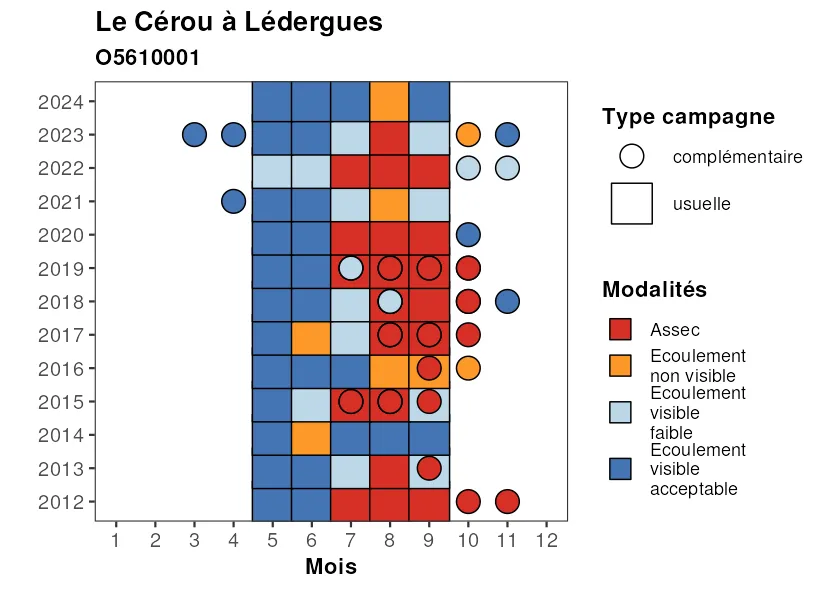 Le Cérou à Lédergues
O5610001
2024
2023
2022
2021
2020
2019
2018
2017
2016
2015
2014
2013
2012
1 2 3 4 5 6 7 8 9 10 11 12
Mois
Type campagne
complémentaire
usuelle
Modalités
Assec
Ecoulement
non visible
Ecoulement
visible
faible
Ecoulement
visible
acceptable